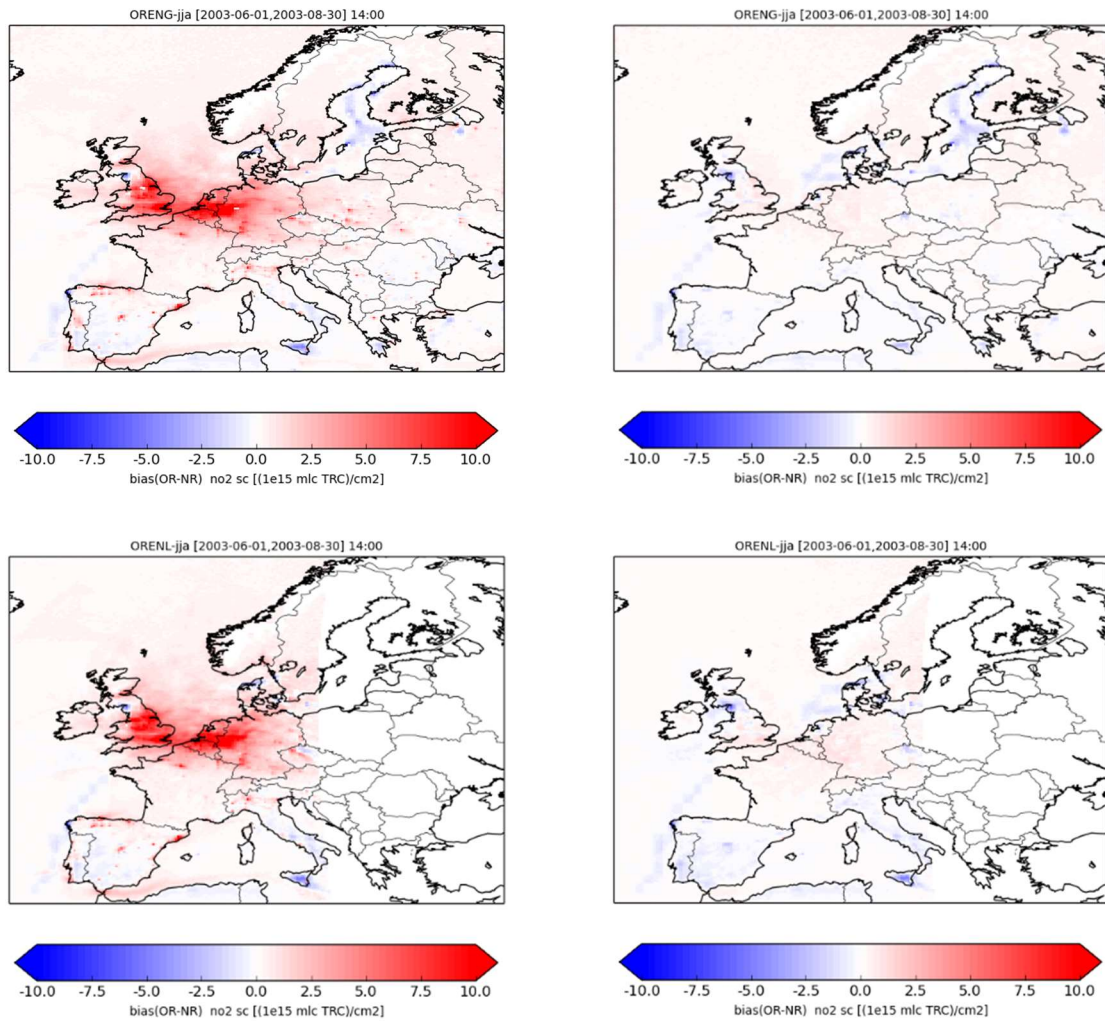 ORENG-jja [2003-06-01,2003-08-30] 14:00
-10.0 -7.5 -5.0 -2.5 0.0 2.5 5.0 7.5 10.0
bias(OR-NR) no2 sc [(1e15 mlc TRC)/cm2]
ORENG-jja [2003-06-01,2003-08-30] 14:00
-10.0 -7.5 -5.0 -2.5 0.0 2.5 5.0 7.5 10.0
bias(OR-NR) no2 sc [(1e15 mlc TRC)/cm2]
ORENL-jja [2003-06-01,2003-08-30] 14:00
-10.0 -7.5 -5.0 -2.5 0.0 2.5 5.0 7.5 10.0
bias(OR-NR) no2 sc [(1e15 mlc TRC)/cm2]
ORENL-jja [2003-06-01,2003-08-30] 14:00
-10.0 -7.5 -5.0 -2.5 0.0 2.5 5.0 7.5 10.0
bias(OR-NR) no2 sc [(1e15 mlc TRC)/cm2]